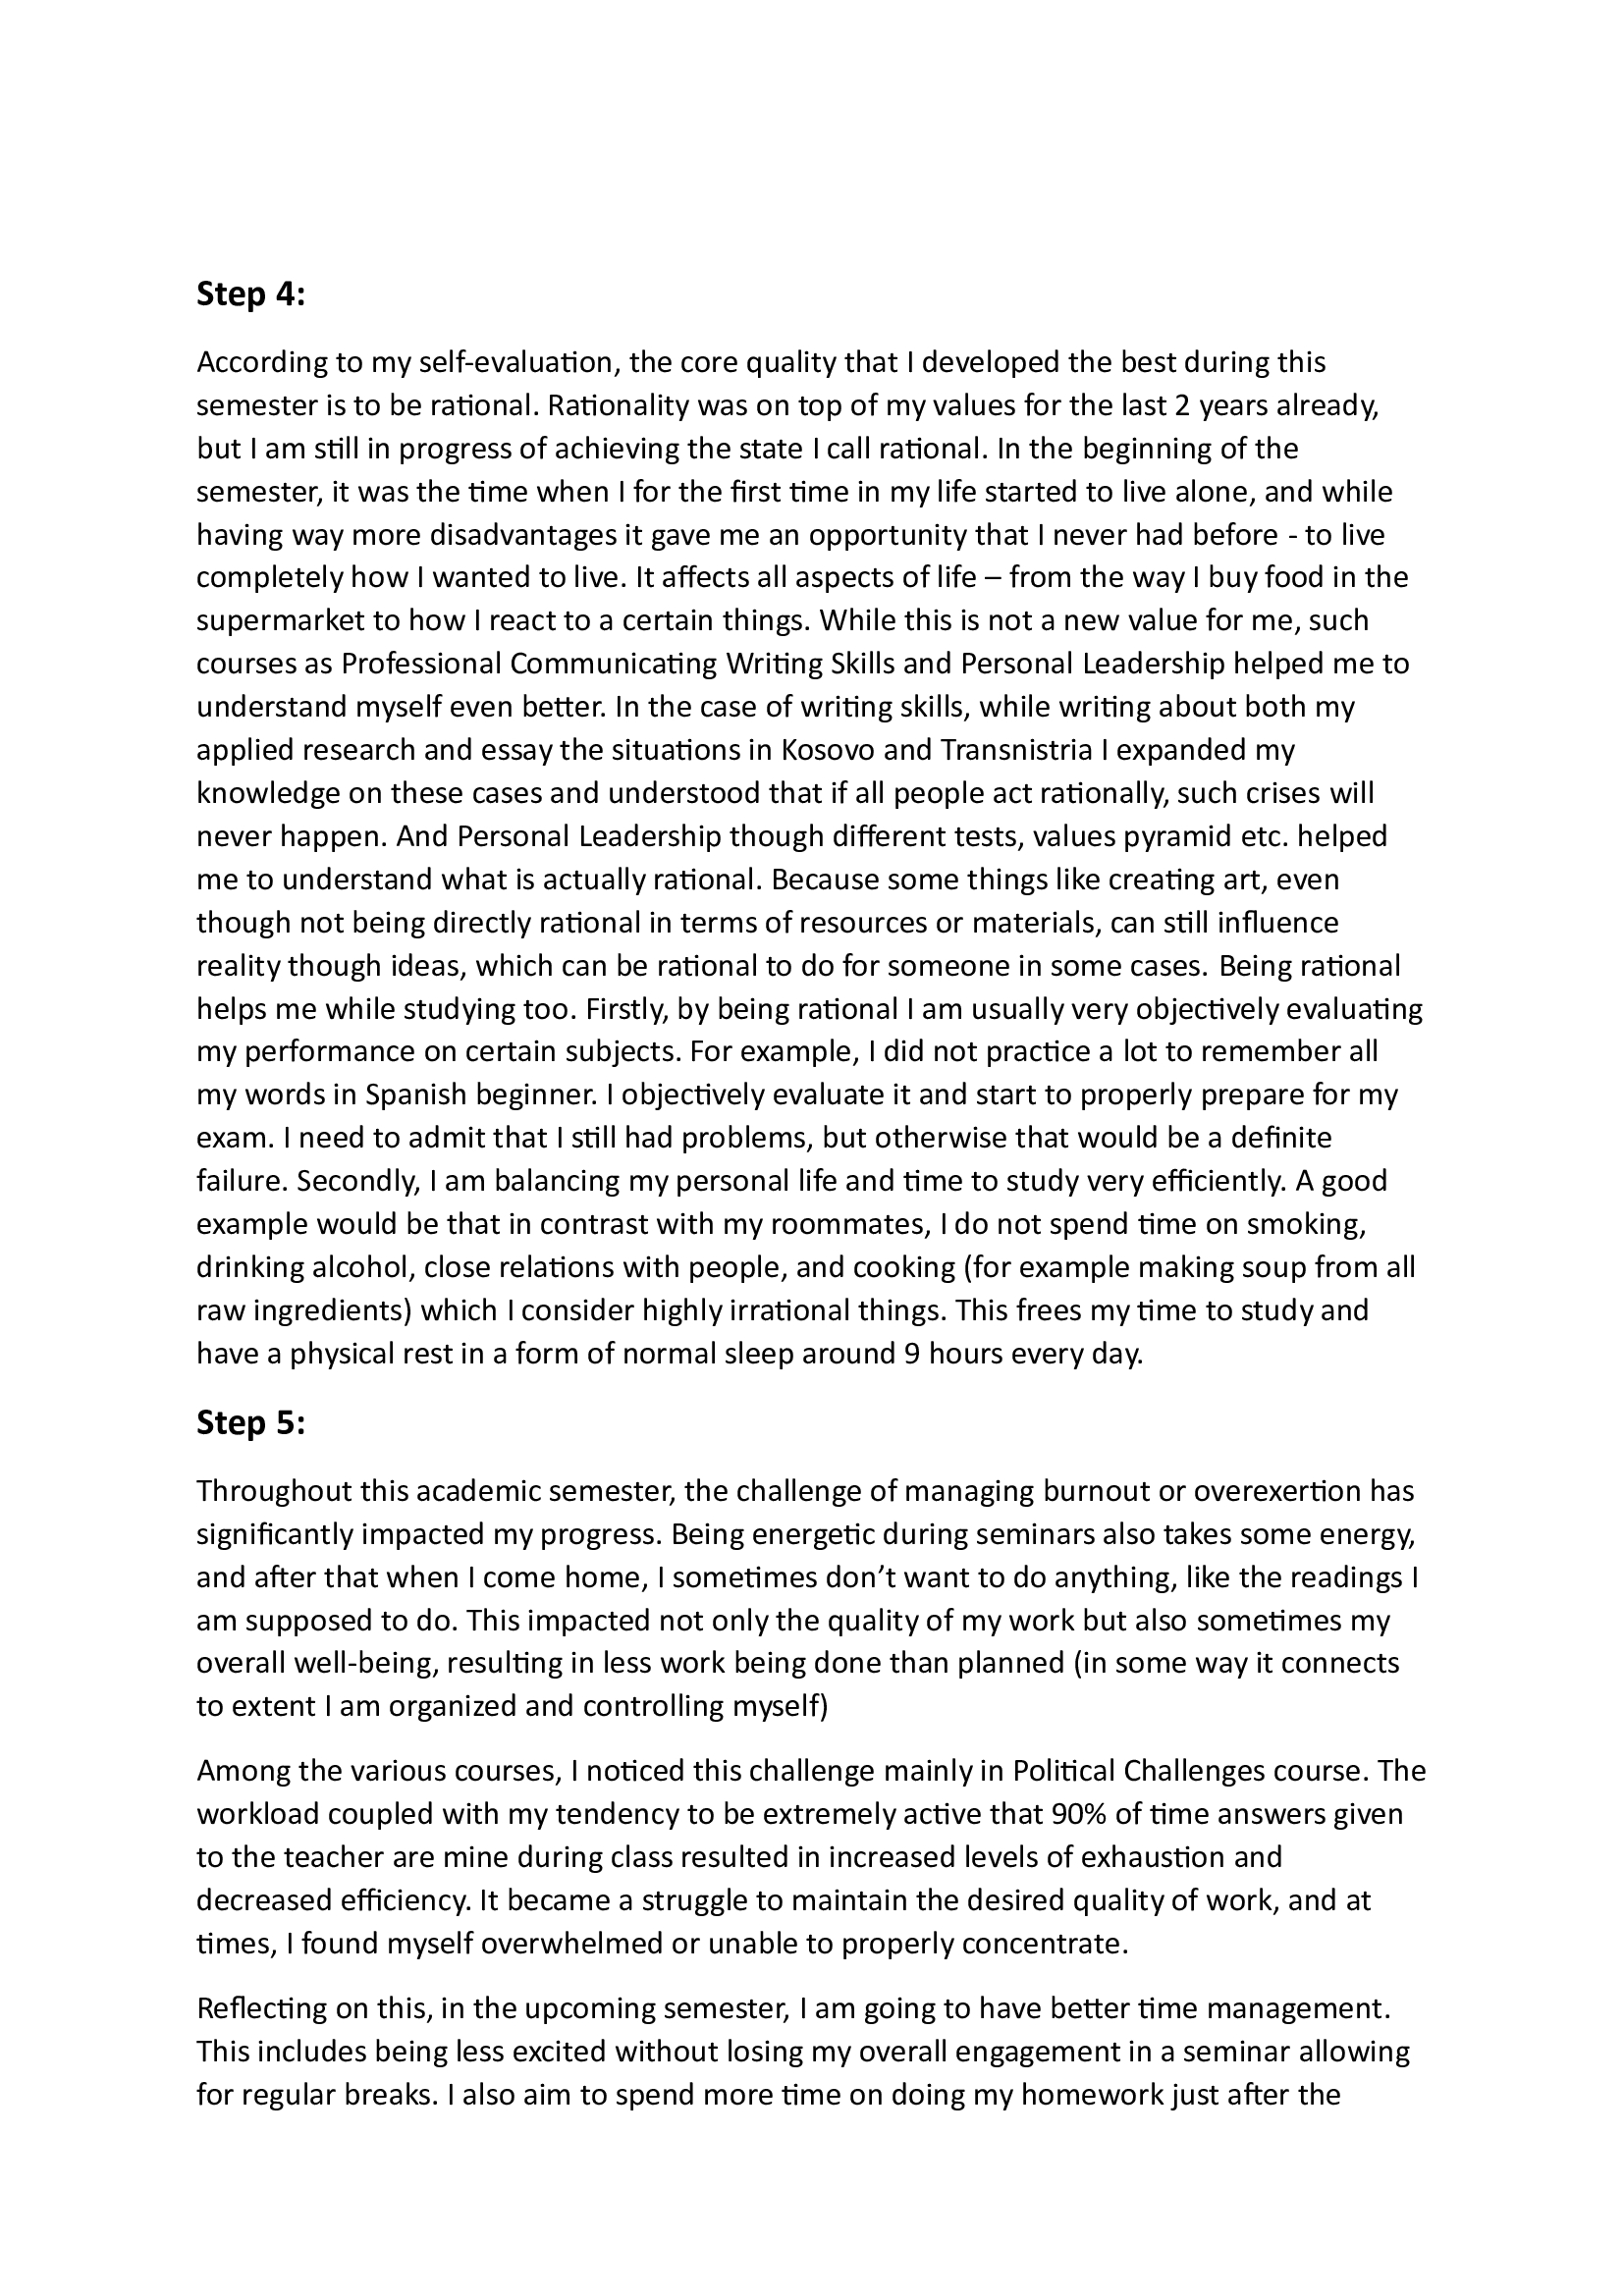 Step 4:
According to my self-evaluation, the core quality that I developed the best during this
semester is to be rational. Rationality was on top of my values for the last 2 years already,
but I am still in progress of achieving the state I call rational. In the beginning of the
semester, it was the time when I for the first time in my life started to live alone, and while
having way more disadvantages it gave me an opportunity that I never had before - to live
completely how I wanted to live. It affects all aspects of life – from the way I buy food in the
supermarket to how I react to a certain things. While this is not a new value for me, such
courses as Professional Communicating Writing Skills and Personal Leadership helped me to
understand myself even better. In the case of writing skills, while writing about both my
applied research and essay the situations in Kosovo and Transnistria I expanded my
knowledge on these cases and understood that if all people act rationally, such crises will
never happen. And Personal Leadership though different tests, values pyramid etc. helped
me to understand what is actually rational. Because some things like creating art, even
though not being directly rational in terms of resources or materials, can still influence
reality though ideas, which can be rational to do for someone in some cases. Being rational
helps me while studying too. Firstly, by being rational I am usually very objectively evaluating
my performance on certain subjects. For example, I did not practice a lot to remember all
my words in Spanish beginner. I objectively evaluate it and start to properly prepare for my
exam. I need to admit that I still had problems, but otherwise that would be a definite
failure. Secondly, I am balancing my personal life and time to study very efficiently. A good
example would be that in contrast with my roommates, I do not spend time on smoking,
drinking alcohol, close relations with people, and cooking (for example making soup from all
raw ingredients) which I consider highly irrational things. This frees my time to study and
have a physical rest in a form of normal sleep around 9 hours every day.
Step 5:
Throughout this academic semester, the challenge of managing burnout or overexertion has
significantly impacted my progress. Being energetic during seminars also takes some energy,
and after that when I come home, I sometimes don’t want to do anything, like the readings I
am supposed to do. This impacted not only the quality of my work but also sometimes my
overall well-being, resulting in less work being done than planned (in some way it connects
to extent I am organized and controlling myself)
Among the various courses, I noticed this challenge mainly in Political Challenges course. The
workload coupled with my tendency to be extremely active that 90% of time answers given
to the teacher are mine during class resulted in increased levels of exhaustion and
decreased efficiency. It became a struggle to maintain the desired quality of work, and at
times, I found myself overwhelmed or unable to properly concentrate.
Reflecting on this, in the upcoming semester, I am going to have better time management.
This includes being less excited without losing my overall engagement in a seminar allowing
for regular breaks. I also aim to spend more time on doing my homework just after the